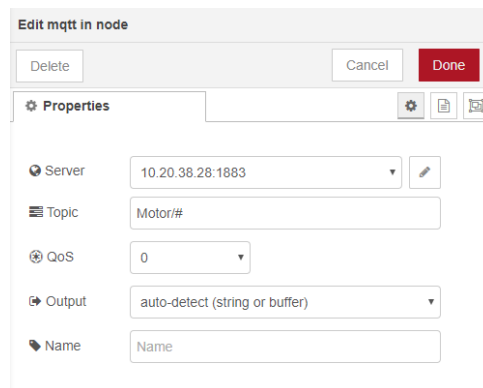 Edit mqtt in node
Delete Cancel Done
Properties
Server 10.20.38.28:1883
Topic Motor/#
QoS 0
Output auto-detect (string or buffer)
Name Name